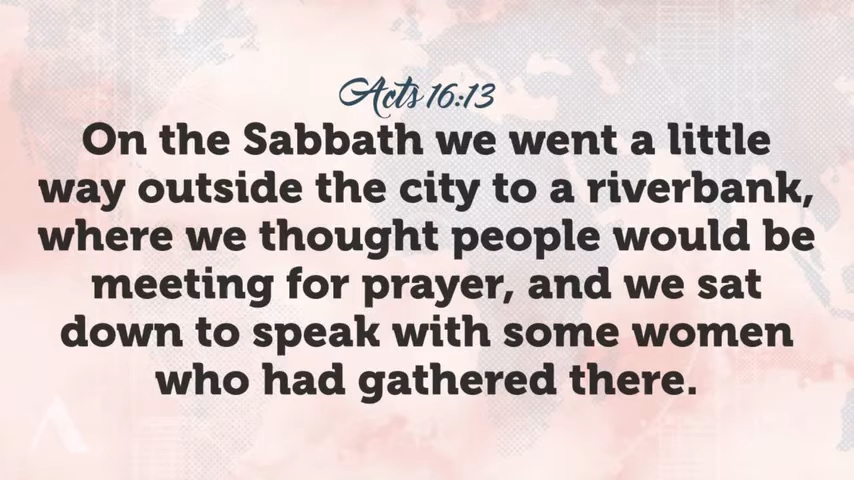 Acts 16:13
On the Sabbath we went a little
way outside the city to a riverbank,
where we thought people would be
meeting for prayer, and we sat
down to speak with some women
who had gathered there.